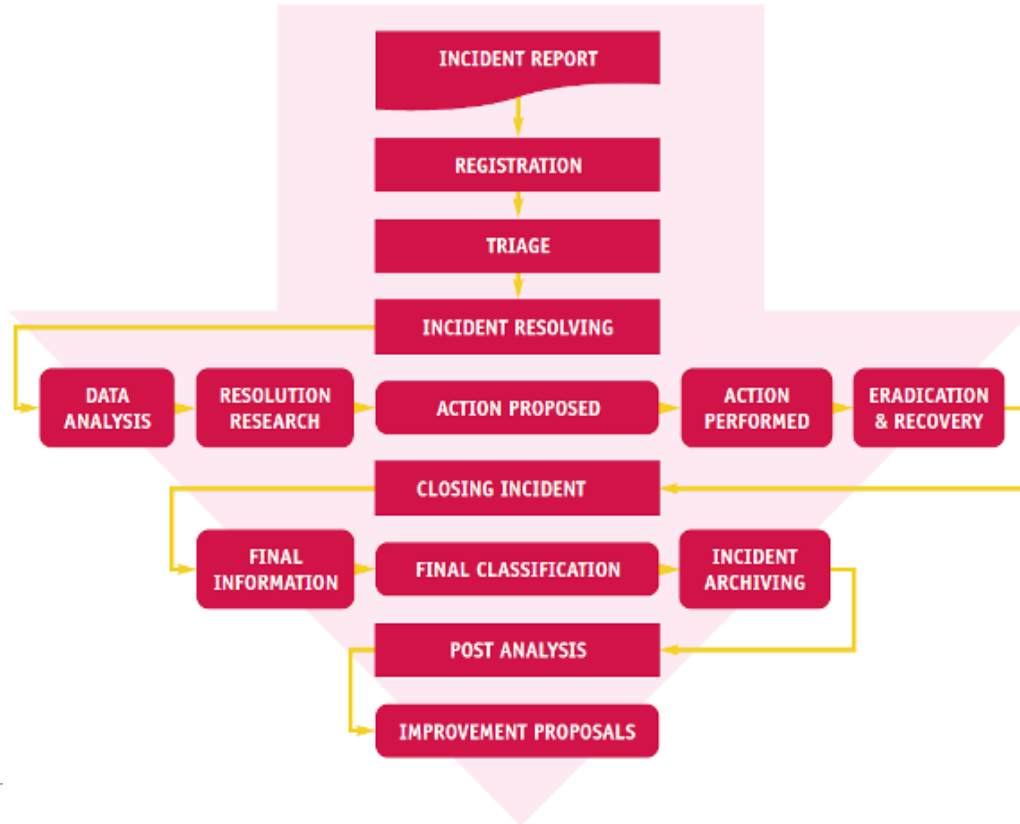 INCIDENT REPORT
REGISTRATION
TRIAGE
INCIDENT RESOLVING
DATA
ANALYSIS
RESOLUTION
RESEARCH
ACTION PROPOSED
ACTION
PERFORMED
ERADICATION
& RECOVERY
CLOSING INCIDENT
FINAL
INFORMATION
FINAL CLASSIFICATION
INCIDENT
ARCHIVING
POST ANALYSIS
IMPROVEMENT PROPOSALS